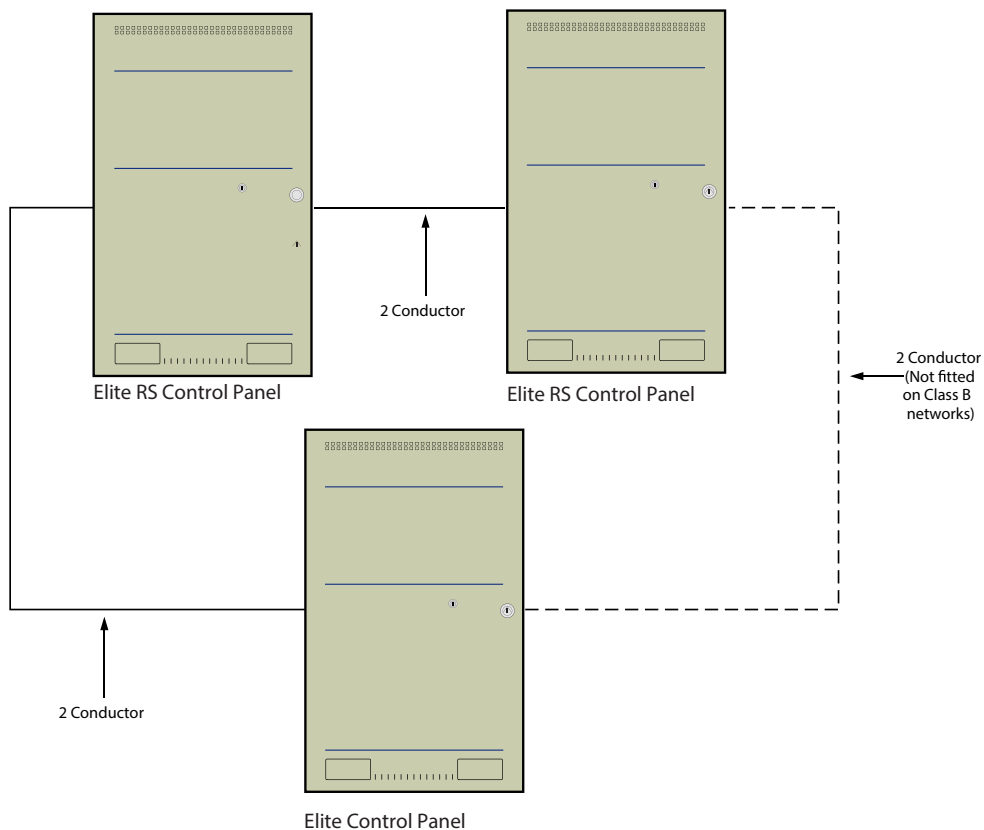 2 Conductor
Elite RS Control Panel
Elite RS Control Panel
2 Conductor
(Not fitted
on Class B
networks)
2 Conductor
Elite Control Panel